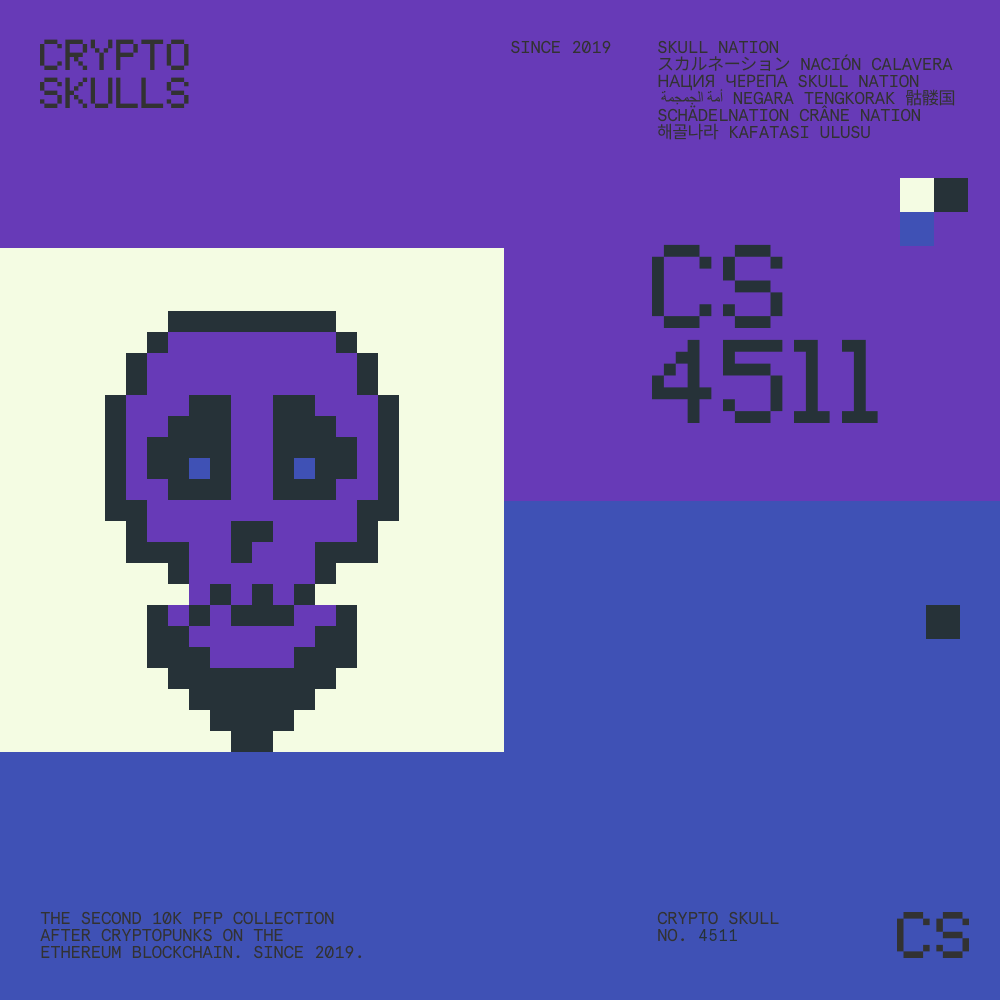 CRYPTO
SKULLS
SINCE 2019
SKULL NATION
スカルネーション NACIÓN CALAVERA
НАЦИЯ ЧЕРЕПА SKULL NATION
أمة الجمجمة NEGARA TENGKORAK 骷髅国
SCHÄDELNATION CRÂNE NATION
해골나라 KAFATASI ULUSU
CS
4511
THE SECOND 10K PFP COLLECTION
AFTER CRYPTOPUNKS ON THE
ETHEREUM BLOCKCHAIN. SINCE 2019.
CRYPTO SKULL
NO. 4511
CS